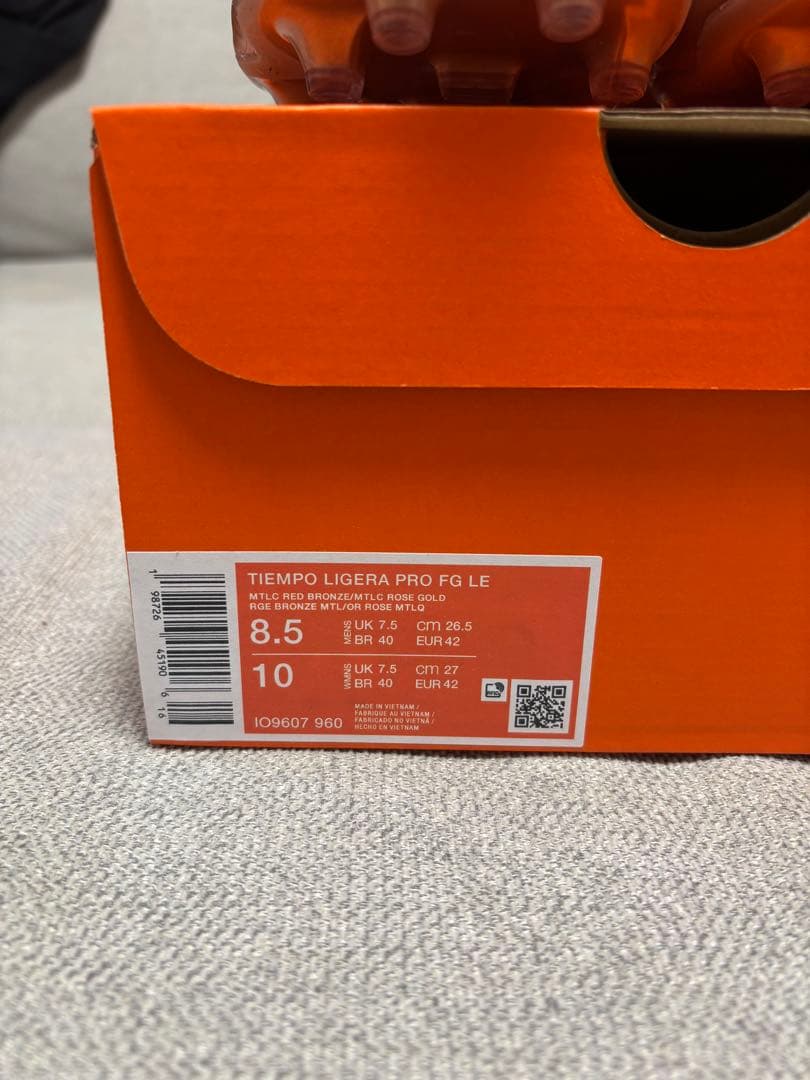 TIEMPO LIGERA PRO FG LE
MTLC RED BRONZE/MTLC ROSE GOLD
RGE BRONZE MTL/OR ROSE MTLQ
8.5 MENS UK 7.5 cm 26.5
BR 40 EUR 42
10 WMNS UK 7.5 cm 27
BR 40 EUR 42
IO9607 960
MADE IN VIETNAM /
FABRIQUE AU VIETNAM /
FABRICADO NO VIETNÃ /
HECHO EN VIETNAM
1 98726 45190 6 16